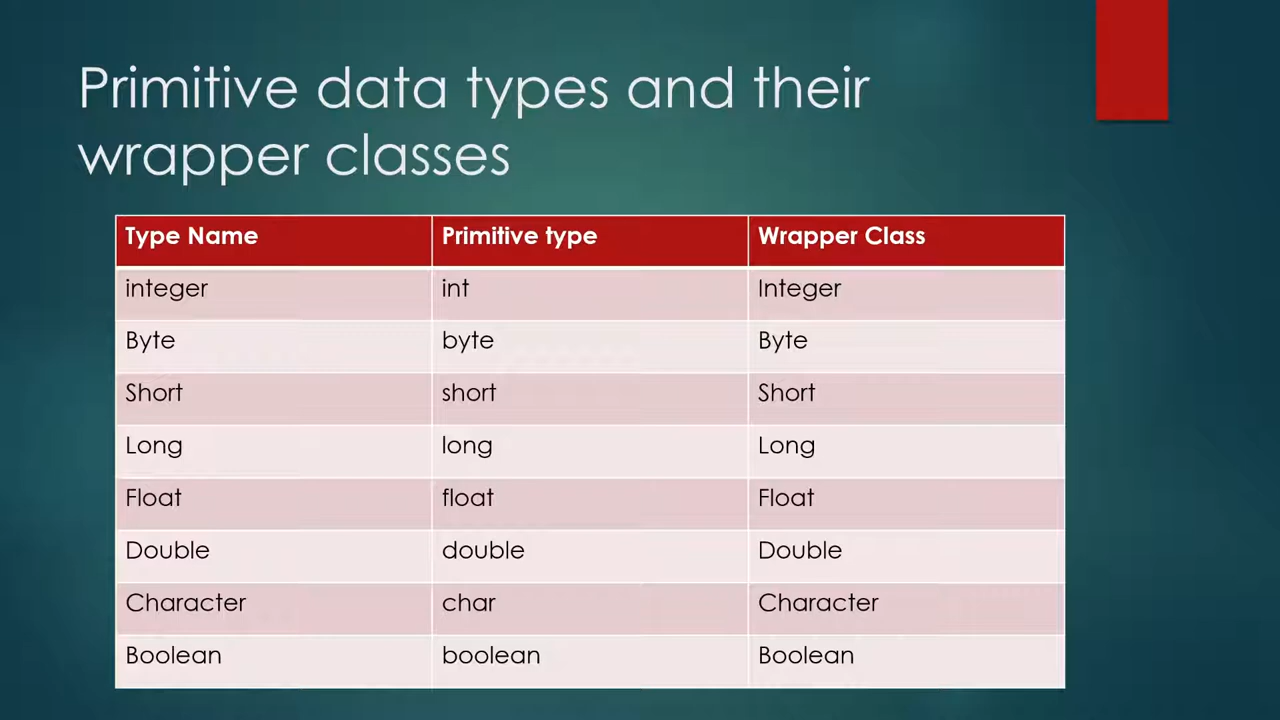 Primitive data types and their
wrapper classes
Type Name Primitive type Wrapper Class
integer int Integer
Byte byte Byte
Short short Short
Long long Long
Float float Float
Double double Double
Character char Character
Boolean boolean Boolean